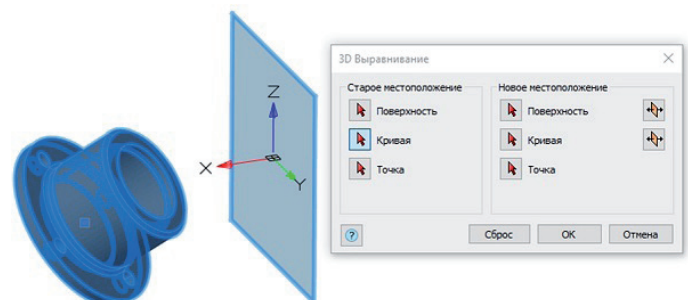 3D Выравнивание
Старое местоположение
Новое местоположение
Поверхность
Поверхность
Кривая
Кривая
Точка
Точка
?
Сброс
OK
Отмена
Z
X
Y